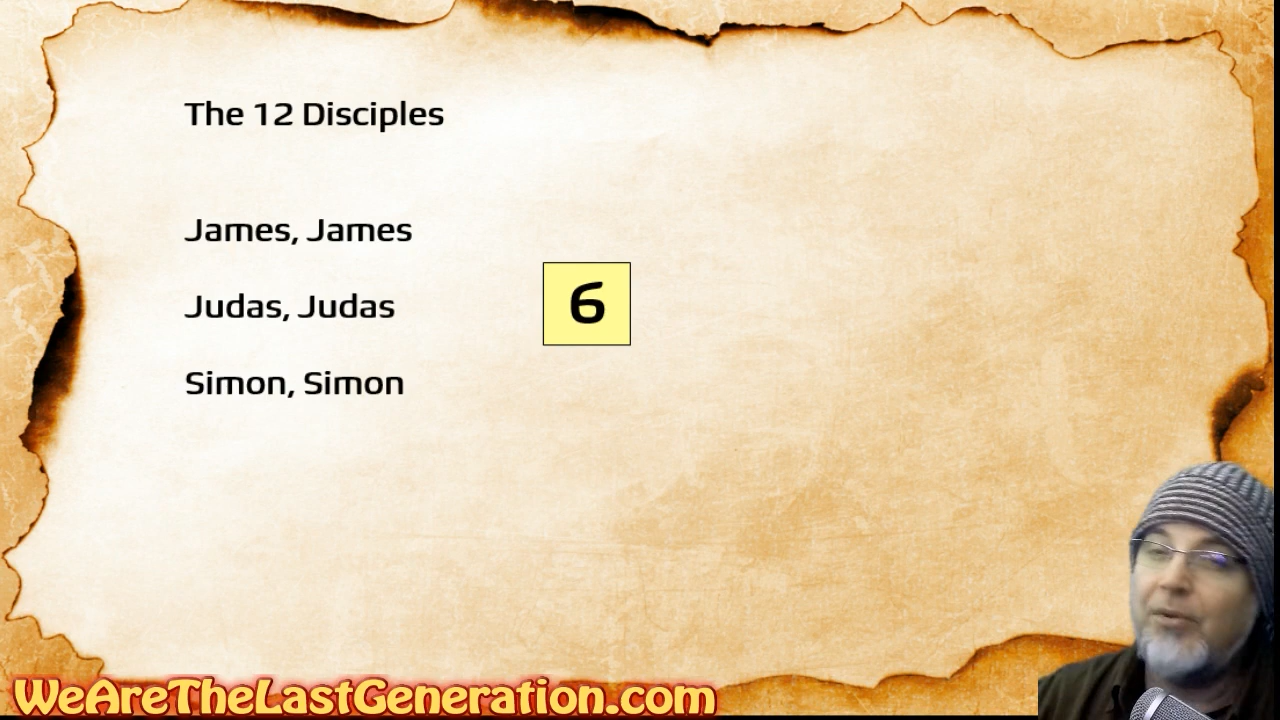 The 12 Disciples
James, James
Judas, Judas
6
Simon, Simon
WeAreTheLastGeneration.com